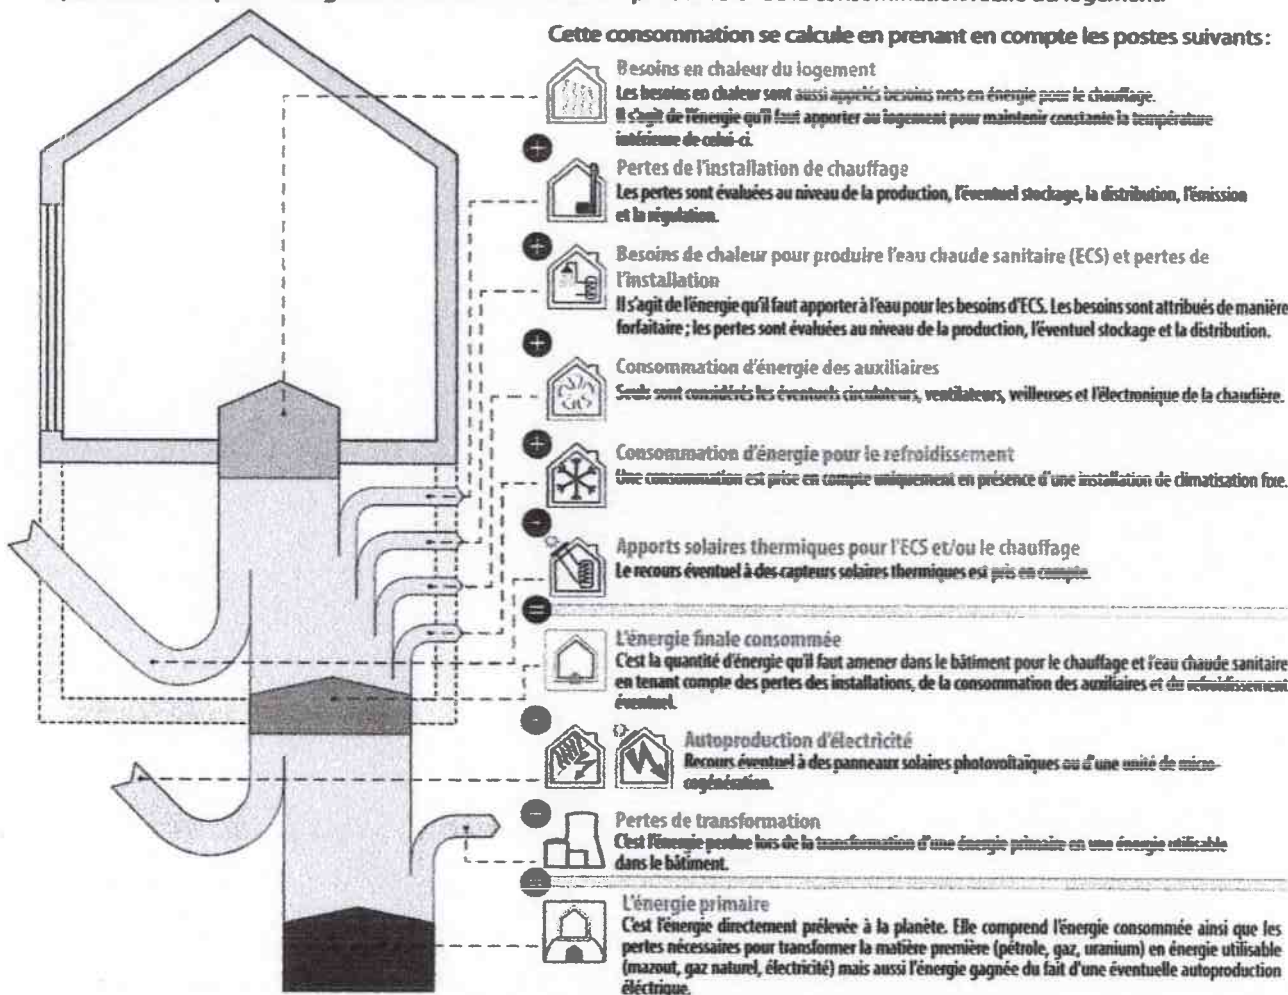 Cette consommation se calcule en prenant en compte les postes suivants :
Besoins en chaleur du logement
Les besoins en chaleur sont aussi appelés besoins nets en énergie pour le chauffage.
Il s'agit de l'énergie qu'il faut apporter au logement pour maintenir constante la température
intérieure de celui-ci.
Pertes de l'installation de chauffage
Les pertes sont évaluées au niveau de la production, l'éventuel stockage, la distribution, l'émission
et la régulation.
Besoins de chaleur pour produire l'eau chaude sanitaire (ECS) et pertes de
l'installation
Il s'agit de l'énergie qu'il faut apporter à l'eau pour les besoins d'ECS. Les besoins sont attribués de manière
forfaitaire ; les pertes sont évaluées au niveau de la production, l'éventuel stockage et la distribution.
Consommation d'énergie des auxiliaires
Seuls sont considérés les éventuels circulateurs, ventilateurs, veilleuses et l'électronique de la chaudière.
Consommation d'énergie pour le refroidissement
Une consommation est prise en compte uniquement en présence d'une installation de climatisation fixe.
Apports solaires thermiques pour l'ECS et/ou le chauffage
Le recours éventuel à des capteurs solaires thermiques est pris en compte.
L'énergie finale consommée
C'est la quantité d'énergie qu'il faut amener dans le bâtiment pour le chauffage et l'eau chaude sanitaire
en tenant compte des pertes des installations, de la consommation des auxiliaires et du refroidissement
éventuel.
Autoproduction d'électricité
Recours éventuel à des panneaux solaires photovoltaïques ou d'une unité de micro-
cogénération.
Pertes de transformation
C'est l'énergie perdue lors de la transformation d'une énergie primaire en une énergie utilisable
dans le bâtiment.
L'énergie primaire
C'est l'énergie directement prélevée à la planète. Elle comprend l'énergie consommée ainsi que les
pertes nécessaires pour transformer la matière première (pétrole, gaz, uranium) en énergie utilisable
(mazout, gaz naturel, électricité) mais aussi l'énergie gagnée du fait d'une éventuelle autoproduction
éléctrique.